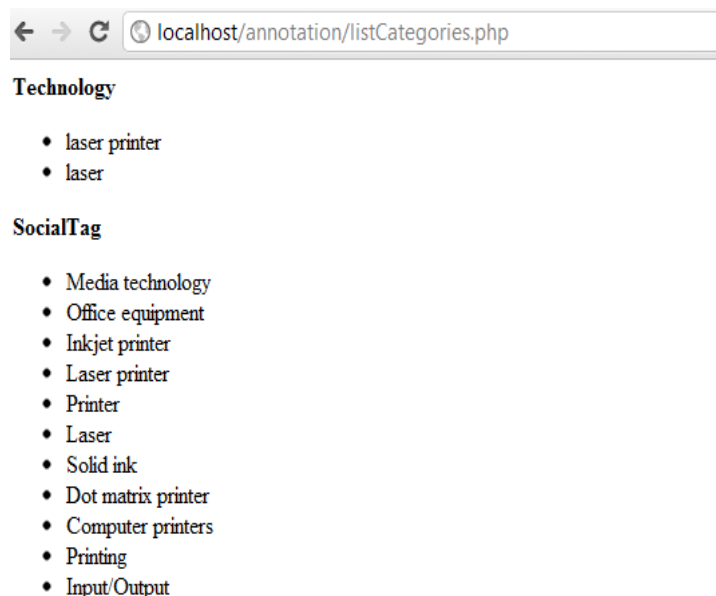 localhost/annotation/listCategories.php
Technology
• laser printer
• laser
SocialTag
• Media technology
• Office equipment
• Inkjet printer
• Laser printer
• Printer
• Laser
• Solid ink
• Dot matrix printer
• Computer printers
• Printing
• Input/Output